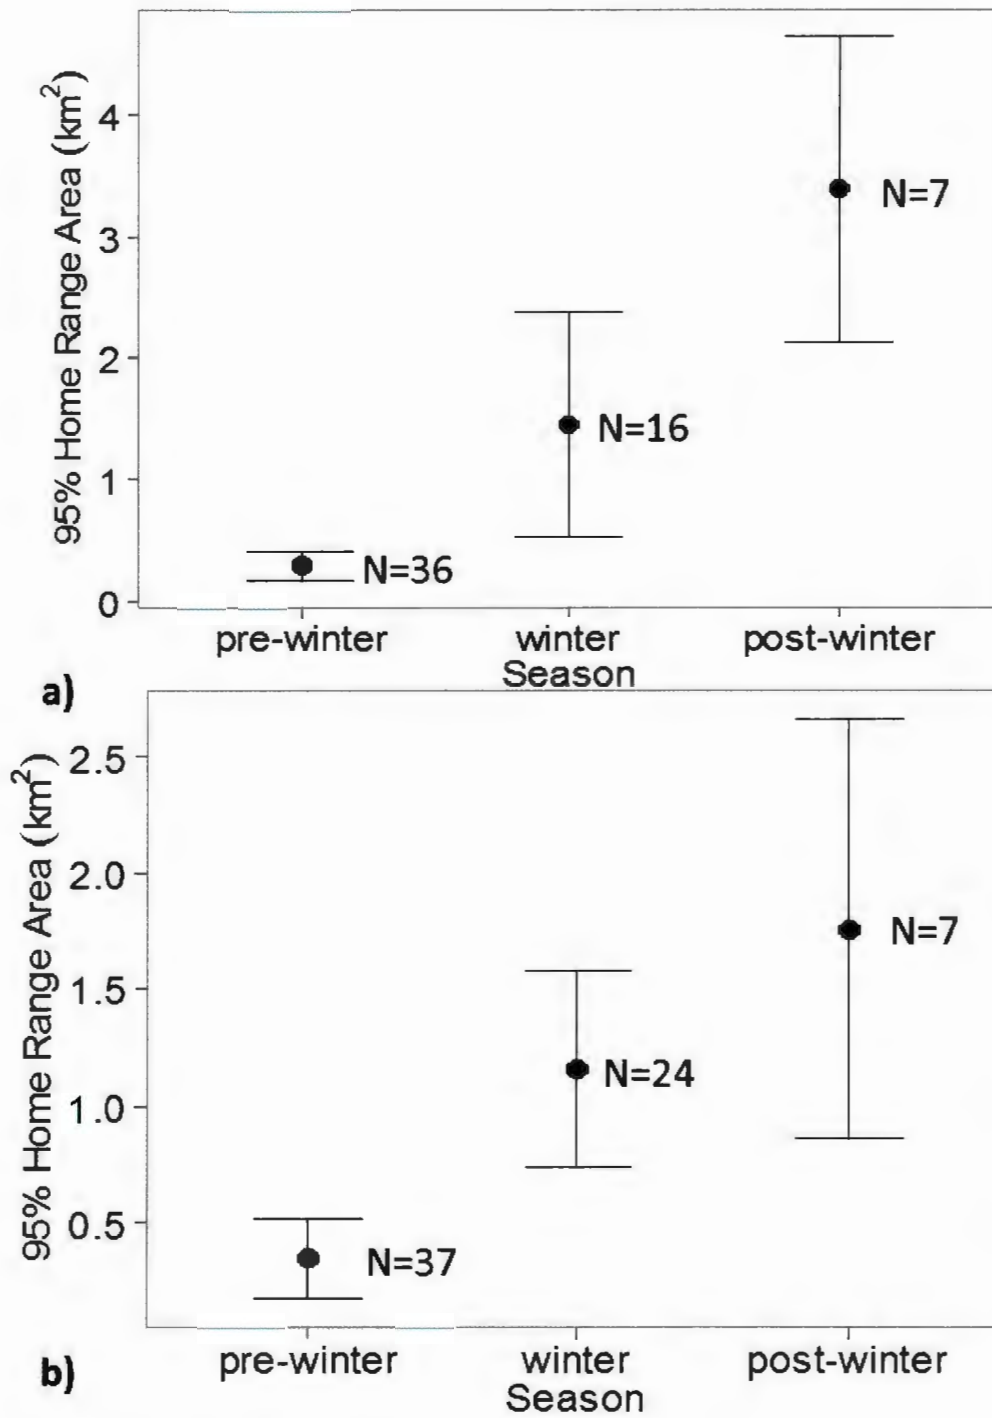 95% Home Range Area (km²)
4
3
2
1
0
N=7
N=16
N=36
pre-winter winter post-winter
Season
a)
95% Home Range Area (km²)
2.5
2.0
1.5
1.0
0.5
N=7
N=24
N=37
pre-winter winter post-winter
Season
b)